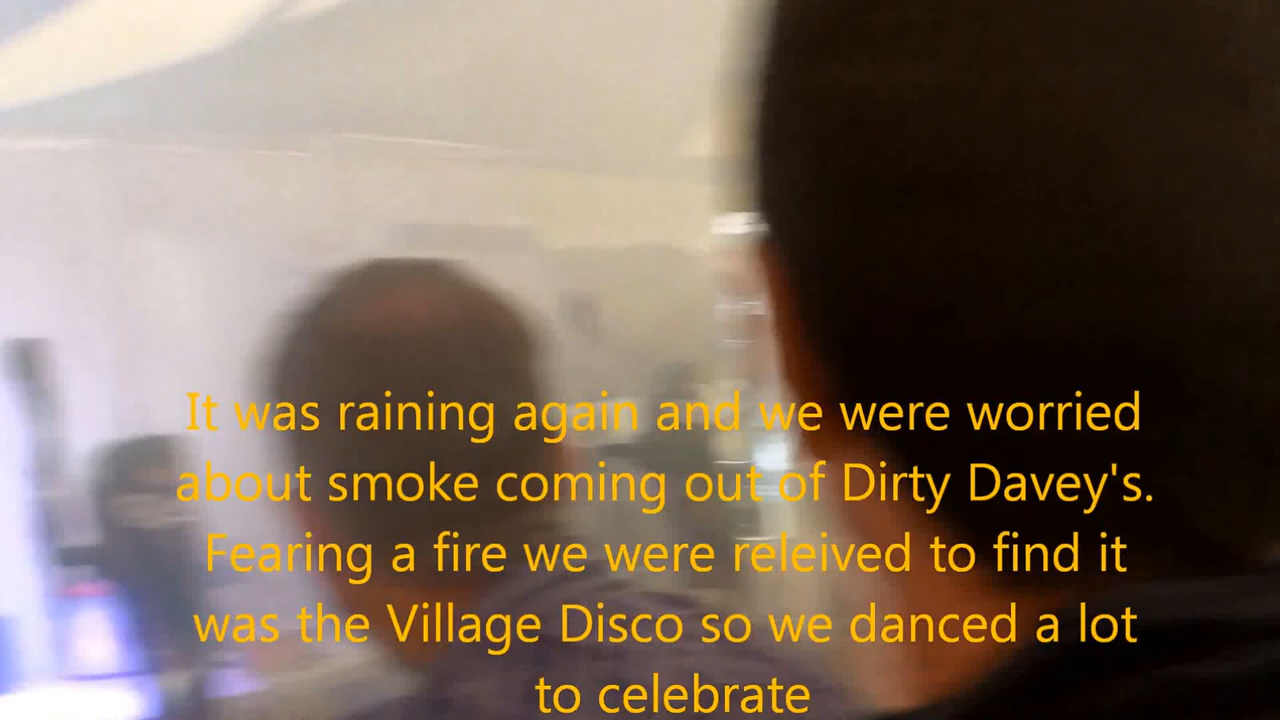 It was raining again and we were worried
about smoke coming out of Dirty Davey's.
Fearing a fire we were releived to find it
was the Village Disco so we danced a lot
to celebrate